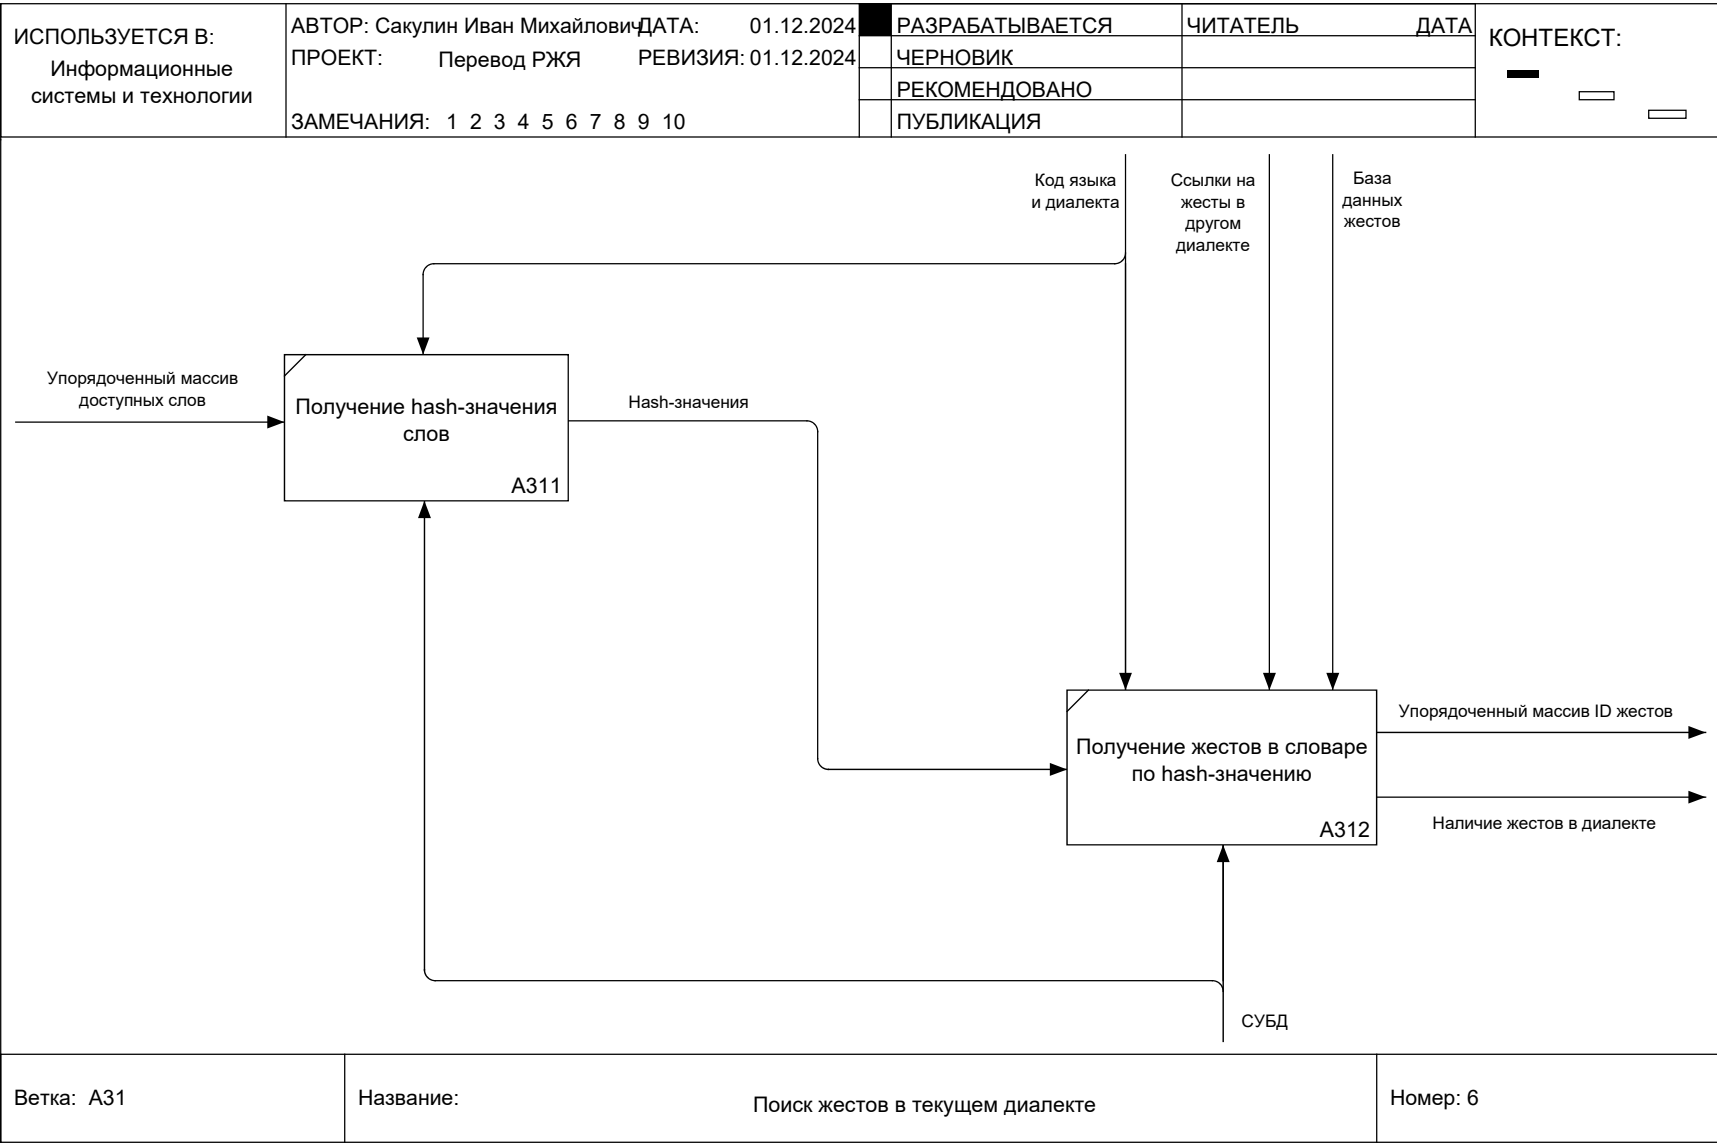 ИСПОЛЬЗУЕТСЯ В:
Информационные
системы и технологии
АВТОР: Сакулин Иван Михайлович
ДАТА: 01.12.2024
ПРОЕКТ: Перевод РЖЯ
РЕВИЗИЯ: 01.12.2024
ЗАМЕЧАНИЯ: 1 2 3 4 5 6 7 8 9 10
РАЗРАБАТЫВАЕТСЯ
ЧЕРНОВИК
РЕКОМЕНДОВАНО
ПУБЛИКАЦИЯ
ЧИТАТЕЛЬ ДАТА
КОНТЕКСТ:
Код языка
и диалекта
Ссылки на
жесты в
другом
диалекте
База
данных
жестов
Упорядоченный массив
доступных слов
Получение hash-значения
слов
A311
Hash-значения
Получение жестов в словаре
по hash-значению
A312
Упорядоченный массив ID жестов
Наличие жестов в диалекте
СУБД
Ветка: A31
Название:
Поиск жестов в текущем диалекте
Номер: 6